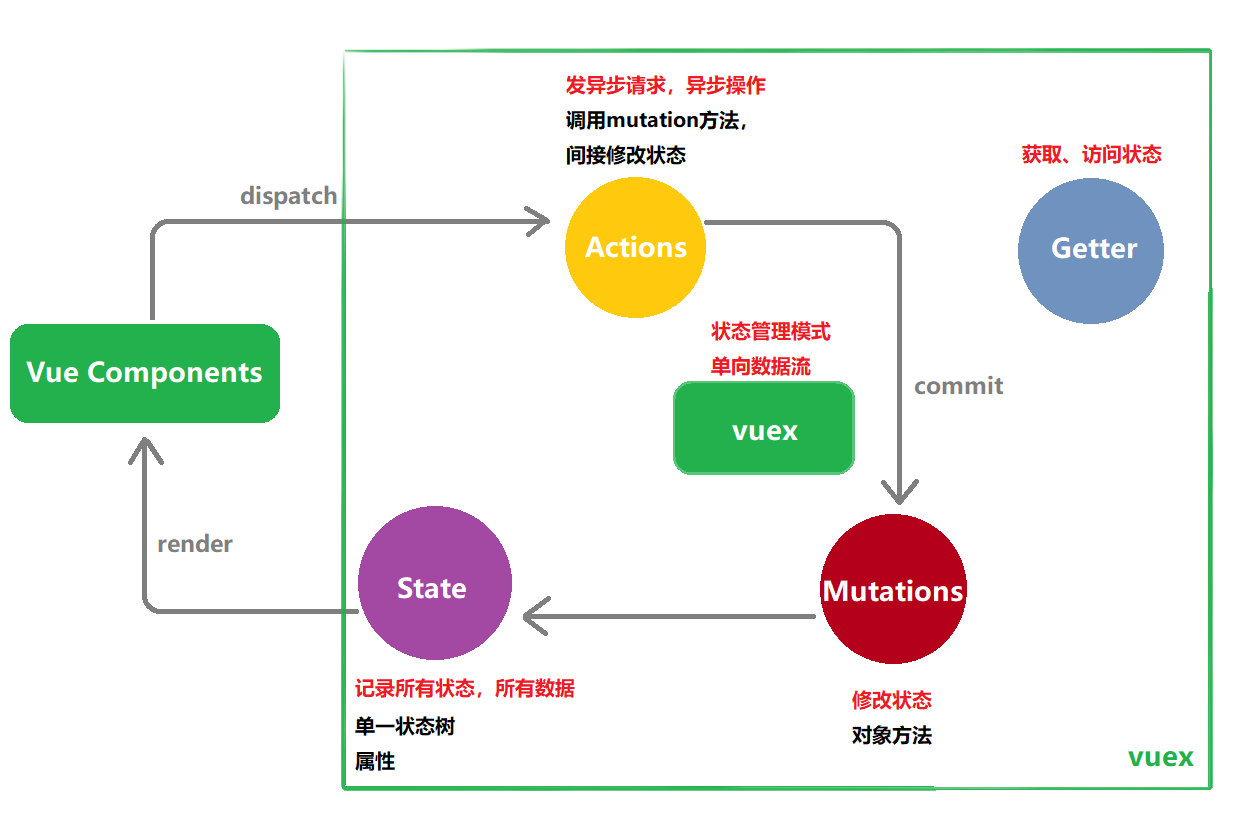 发异步请求，异步操作
调用mutation方法，
间接修改状态
获取、访问状态
dispatch
Actions
Getter
状态管理模式
单向数据流
Vue Components
commit
vuex
render
State
Mutations
记录所有状态，所有数据
单一状态树
属性
修改状态
对象方法
vuex